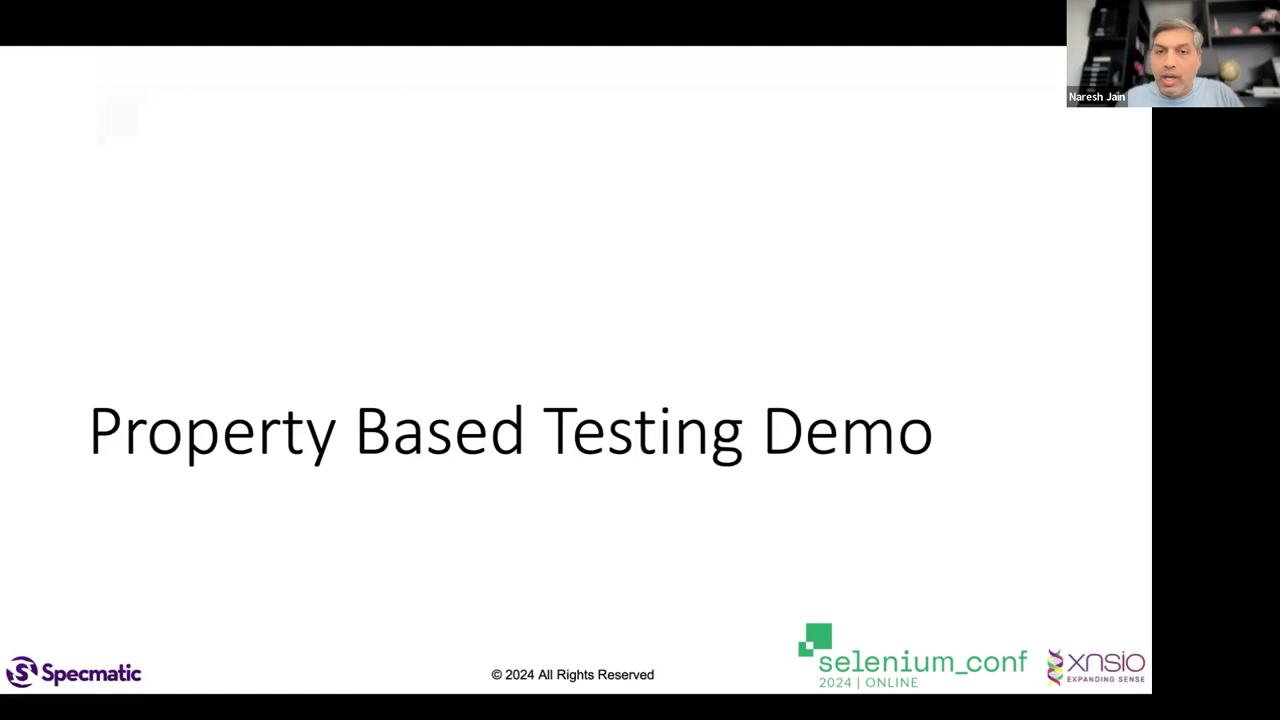 Naresh Jain
Property Based Testing Demo
Specmatic
© 2024 All Rights Reserved
selenium_conf
2024 | ONLINE
xnsio
EXPANDING SENSE